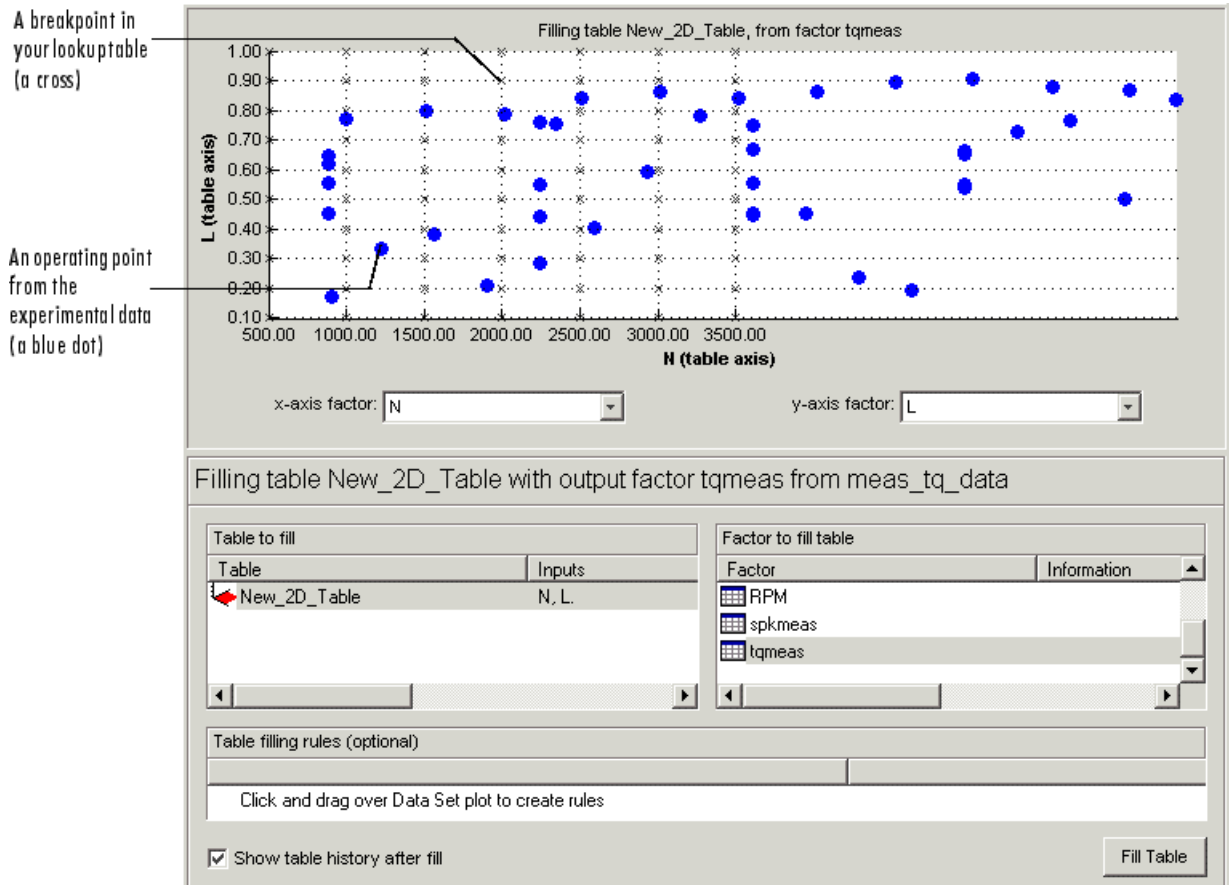 A breakpoint in
your lookup table
(a cross)
An operating point
from the
experimental data
(a blue dot)
Filling table New_2D_Table, from factor tqmeas
L (table axis)
1.00
0.90
0.80
0.70
0.60
0.50
0.40
0.30
0.20
0.10
500.00 1000.00 1500.00 2000.00 2500.00 3000.00 3500.00
N (table axis)
x-axis factor: N y-axis factor: L
Filling table New_2D_Table with output factor tqmeas from meas_tq_data
Table to fill
Table Inputs
New_2D_Table N, L.
Factor to fill table
Factor Information
RPM
spkmeas
tqmeas
Table filling rules (optional)
Click and drag over Data Set plot to create rules
Show table history after fill Fill Table